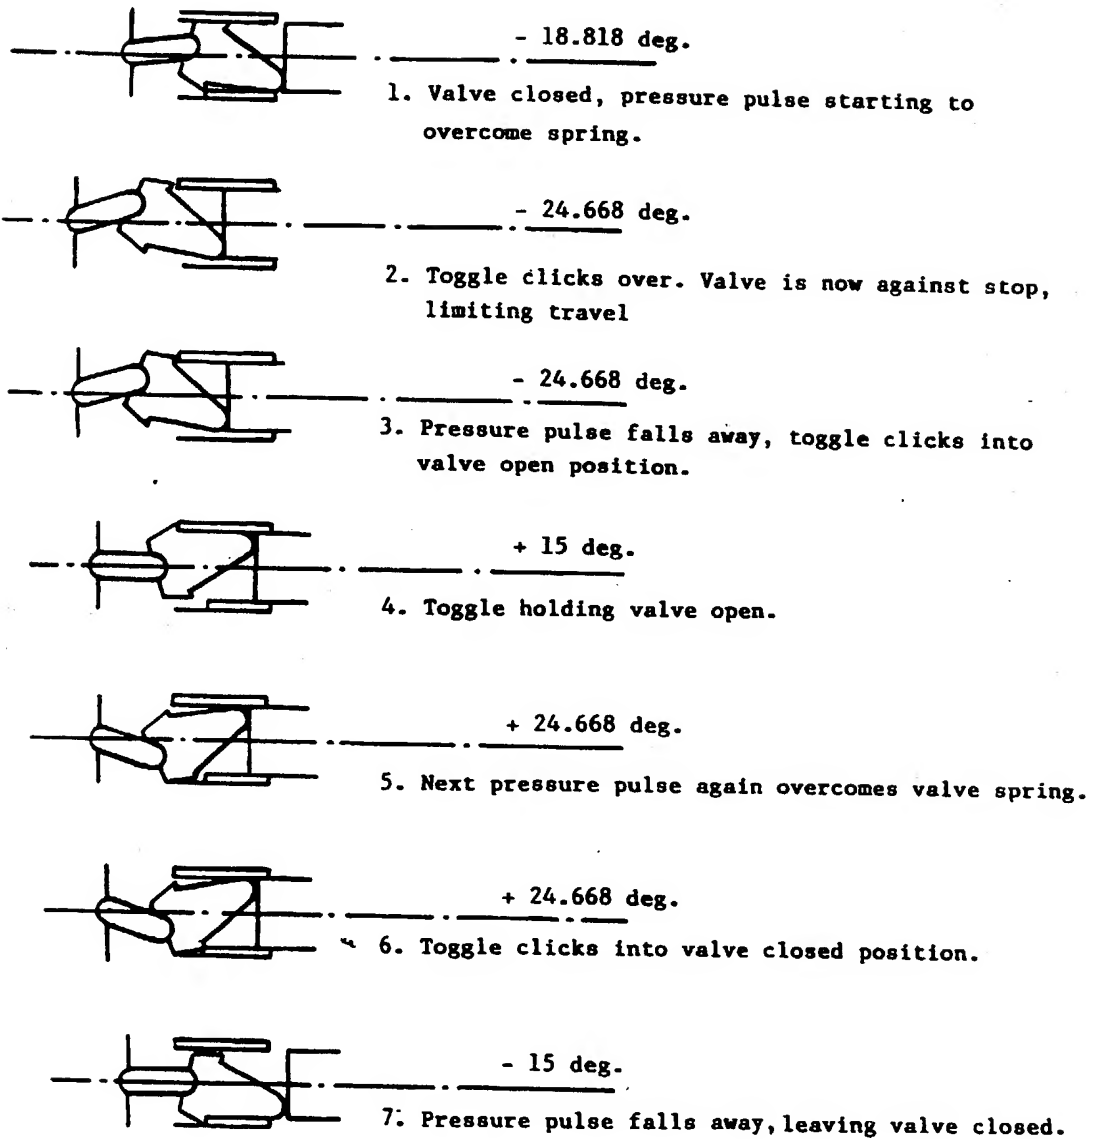 - 18.818 deg.
1. Valve closed, pressure pulse starting to
overcome spring.
- 24.668 deg.
2. Toggle clicks over. Valve is now against stop,
limiting travel
- 24.668 deg.
3. Pressure pulse falls away, toggle clicks into
valve open position.
+ 15 deg.
4. Toggle holding valve open.
+ 24.668 deg.
5. Next pressure pulse again overcomes valve spring.
+ 24.668 deg.
6. Toggle clicks into valve closed position.
- 15 deg.
7. Pressure pulse falls away, leaving valve closed.